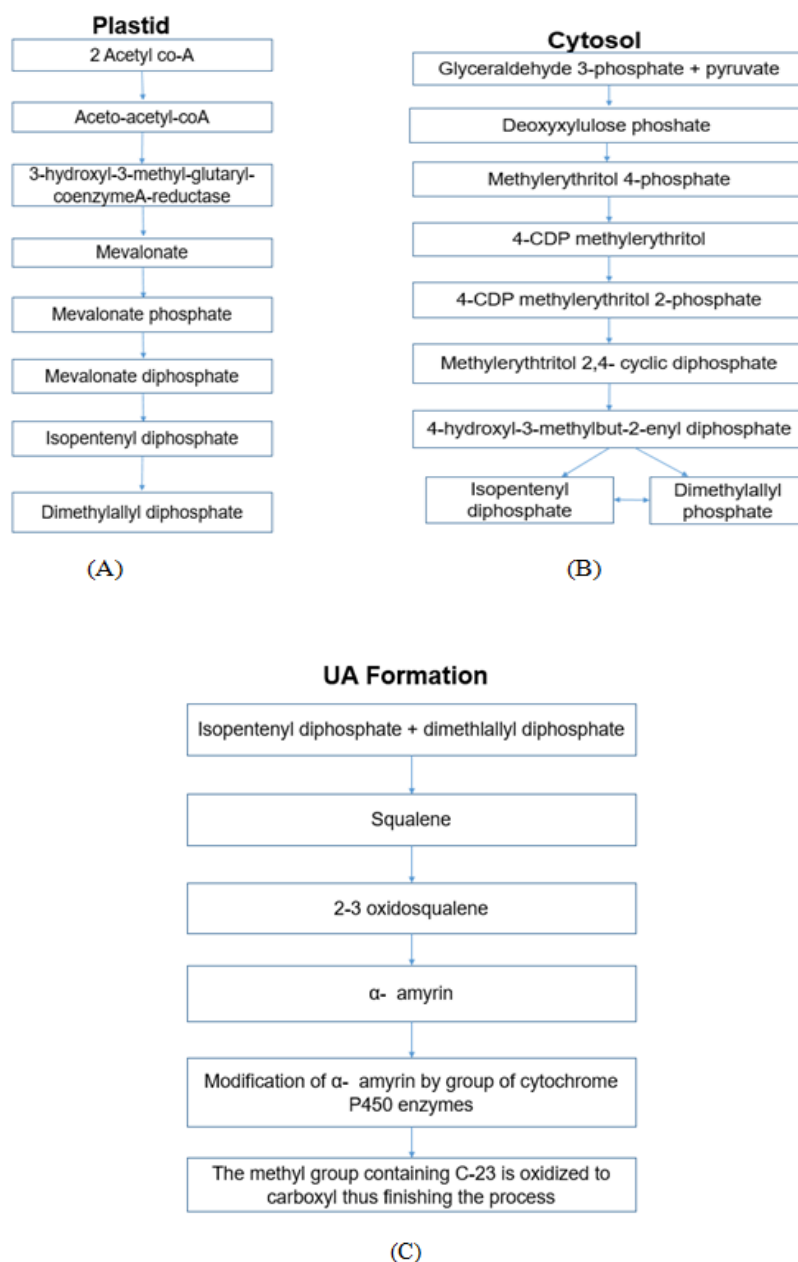 Plastid
2 Acetyl co-A
Aceto-acetyl-coA
3-hydroxyl-3-methyl-glutaryl-
coenzymeA-reductase
Mevalonate
Mevalonate phosphate
Mevalonate diphosphate
Isopentenyl diphosphate
Dimethylallyl diphosphate
(A)
Cytosol
Glyceraldehyde 3-phosphate + pyruvate
Deoxyxylulose phoshate
Methylerythritol 4-phosphate
4-CDP methylerythritol
4-CDP methylerythritol 2-phosphate
Methylerythtritol 2,4- cyclic diphosphate
4-hydroxyl-3-methylbut-2-enyl diphosphate
Isopentenyl
diphosphate
Dimethylallyl
phosphate
(B)
UA Formation
Isopentenyl diphosphate + dimethlallyl diphosphate
Squalene
2-3 oxidosqualene
α- amyrin
Modification of α- amyrin by group of cytochrome
P450 enzymes
The methyl group containing C-23 is oxidized to
carboxyl thus finishing the process
(C)